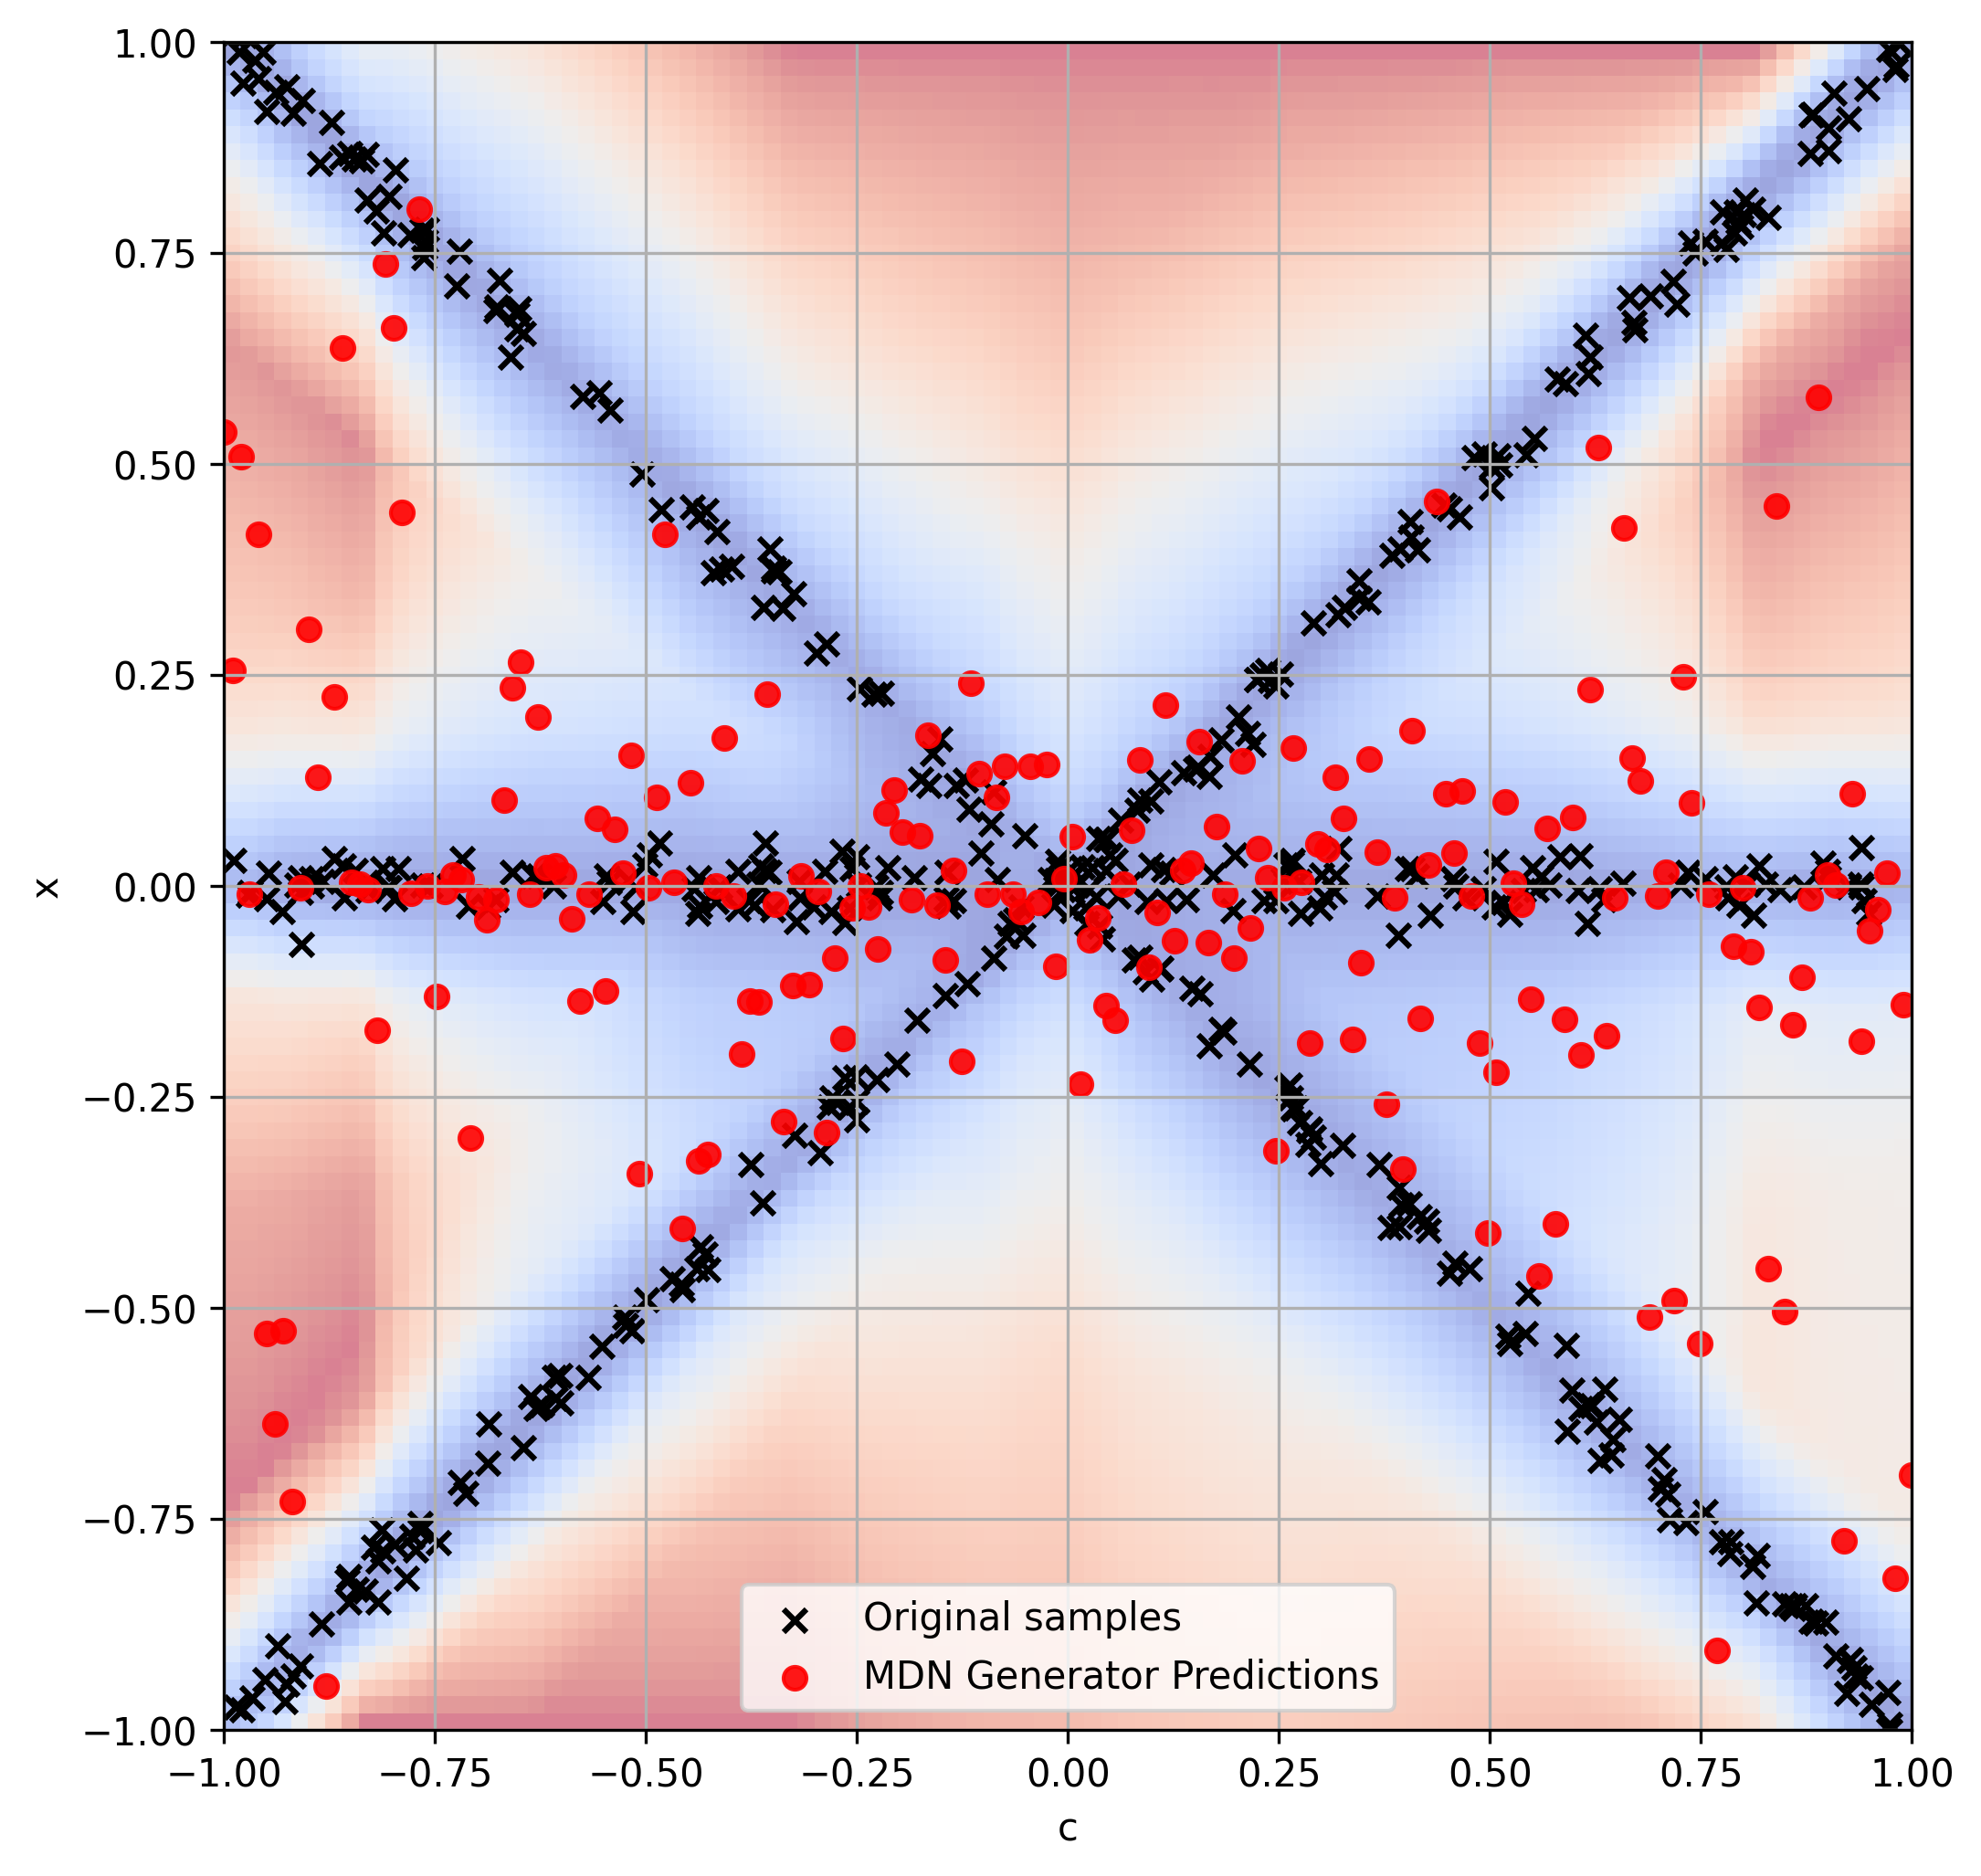 1.00
0.75
0.50
0.25
0.00
−0.25
−0.50
−0.75
−1.00
x
Original samples
MDN Generator Predictions
−1.00 −0.75 −0.50 −0.25 0.00 0.25 0.50 0.75 1.00
c